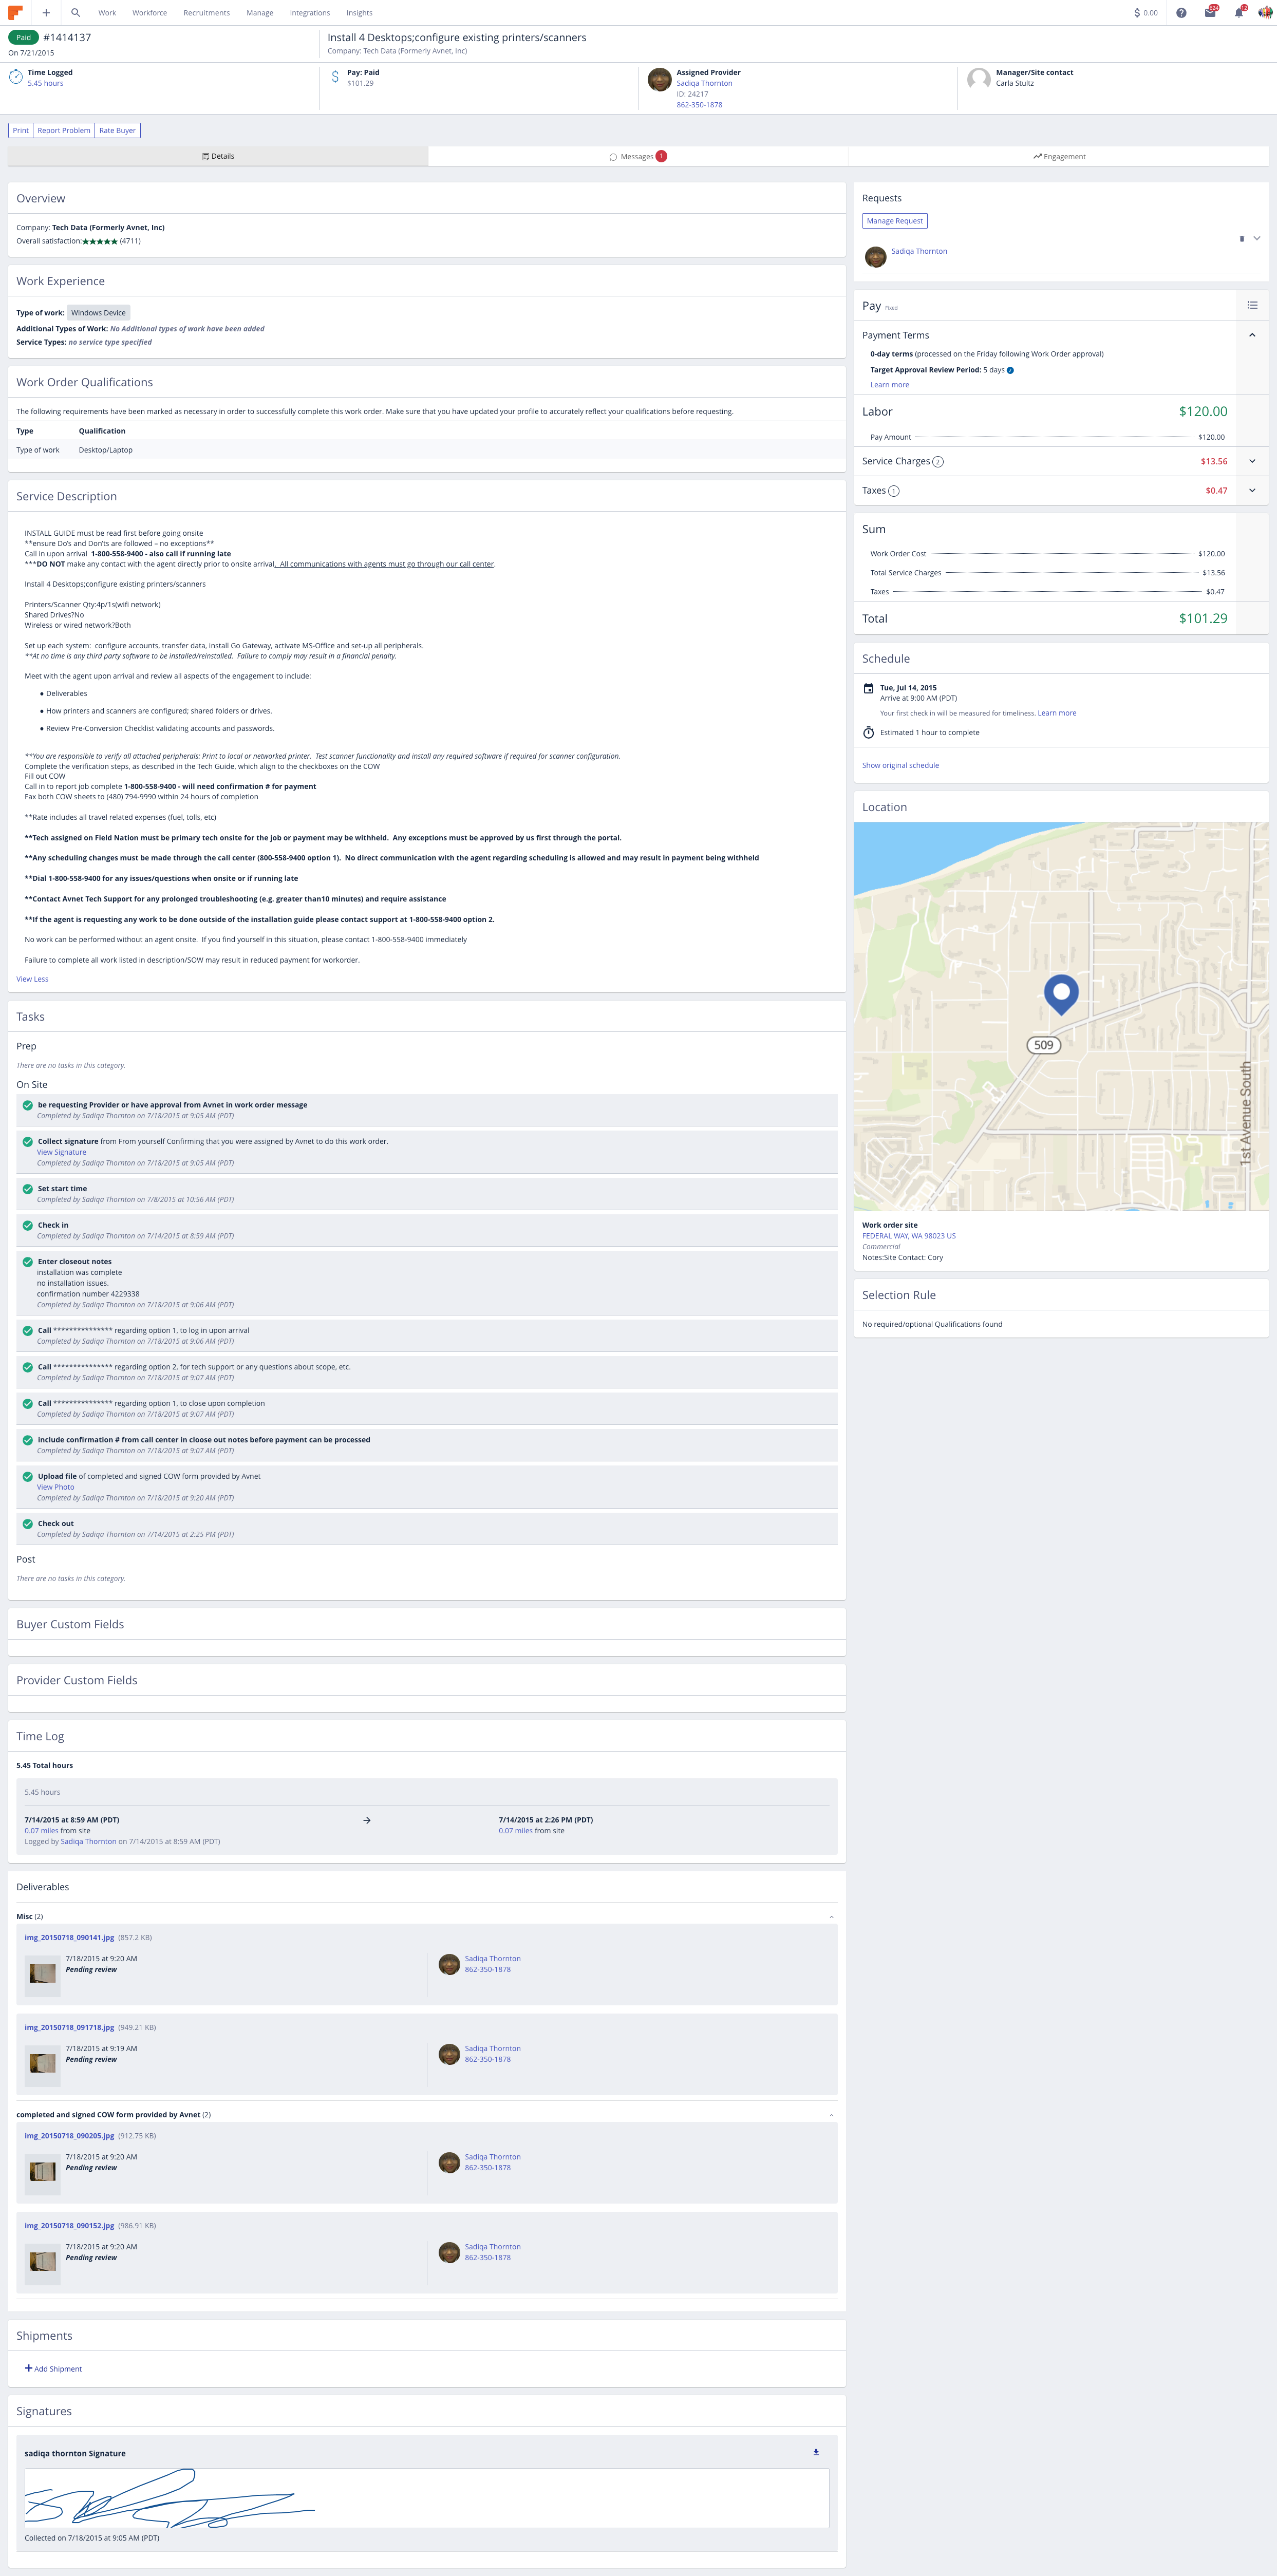 Work Workforce Recruitments Manage Integrations Insights $ 0.00
Paid #1414137
On 7/21/2015
Install 4 Desktops;configure existing printers/scanners
Company: Tech Data (Formerly Avnet, Inc)
Time Logged
5.45 hours
Pay: Paid
$101.29
Assigned Provider
Sadiqa Thornton
ID: 24217
862-350-1878
Manager/Site contact
Carla Stultz
Print Report Problem Rate Buyer
Details Messages 1 Engagement
Overview
Company: Tech Data (Formerly Avnet, Inc)
Overall satisfaction:★★★★★ (4711)
Work Experience
Type of work: Windows Device
Additional Types of Work: No Additional types of work have been added
Service Types: no service type specified
Work Order Qualifications
The following requirements have been marked as necessary in order to successfully complete this work order. Make sure that you have updated your profile to accurately reflect your qualifications before requesting.
Type Qualification
Type of work Desktop/Laptop
Service Description
INSTALL GUIDE must be read first before going onsite
**ensure Do's and Don'ts are followed – no exceptions**
Call in upon arrival 1-800-558-9400 - also call if running late
***DO NOT make any contact with the agent directly prior to onsite arrival. All communications with agents must go through our call center.
Install 4 Desktops;configure existing printers/scanners
Printers/Scanner Qty:4p/1s(wifi network)
Shared Drives?No
Wireless or wired network?Both
Set up each system: configure accounts, transfer data, install Go Gateway, activate MS-Office and set-up all peripherals.
**At no time is any third party software to be installed/reinstalled. Failure to comply may result in a financial penalty.
Meet with the agent upon arrival and review all aspects of the engagement to include:
● Deliverables
● How printers and scanners are configured; shared folders or drives.
● Review Pre-Conversion Checklist validating accounts and passwords.
**You are responsible to verify all attached peripherals: Print to local or networked printer. Test scanner functionality and install any required software if required for scanner configuration.
Complete the verification steps, as described in the Tech Guide, which align to the checkboxes on the COW
Fill out COW
Call in to report job complete 1-800-558-9400 - will need confirmation # for payment
Fax both COW sheets to (480) 794-9990 within 24 hours of completion
**Rate includes all travel related expenses (fuel, tolls, etc)
**Tech assigned on Field Nation must be primary tech onsite for the job or payment may be withheld. Any exceptions must be approved by us first through the portal.
**Any scheduling changes must be made through the call center (800-558-9400 option 1). No direct communication with the agent regarding scheduling is allowed and may result in payment being withheld
**Dial 1-800-558-9400 for any issues/questions when onsite or if running late
**Contact Avnet Tech Support for any prolonged troubleshooting (e.g. greater than10 minutes) and require assistance
**If the agent is requesting any work to be done outside of the installation guide please contact support at 1-800-558-9400 option 2.
No work can be performed without an agent onsite. If you find yourself in this situation, please contact 1-800-558-9400 immediately
Failure to complete all work listed in description/SOW may result in reduced payment for workorder.
View Less
Tasks
Prep
There are no tasks in this category.
On Site
be requesting Provider or have approval from Avnet in work order message
Completed by Sadiqa Thornton on 7/18/2015 at 9:05 AM (PDT)
Collect signature from From yourself Confirming that you were assigned by Avnet to do this work order.
View Signature
Completed by Sadiqa Thornton on 7/18/2015 at 9:05 AM (PDT)
Set start time
Completed by Sadiqa Thornton on 7/8/2015 at 10:56 AM (PDT)
Check in
Completed by Sadiqa Thornton on 7/14/2015 at 8:59 AM (PDT)
Enter closeout notes
installation was complete
no installation issues.
confirmation number 4229338
Completed by Sadiqa Thornton on 7/18/2015 at 9:06 AM (PDT)
Call *************** regarding option 1, to log in upon arrival
Completed by Sadiqa Thornton on 7/18/2015 at 9:06 AM (PDT)
Call *************** regarding option 2, for tech support or any questions about scope, etc.
Completed by Sadiqa Thornton on 7/18/2015 at 9:07 AM (PDT)
Call *************** regarding option 1, to close upon completion
Completed by Sadiqa Thornton on 7/18/2015 at 9:07 AM (PDT)
include confirmation # from call center in cloose out notes before payment can be processed
Completed by Sadiqa Thornton on 7/18/2015 at 9:07 AM (PDT)
Upload file of completed and signed COW form provided by Avnet
View Photo
Completed by Sadiqa Thornton on 7/18/2015 at 9:20 AM (PDT)
Check out
Completed by Sadiqa Thornton on 7/14/2015 at 2:25 PM (PDT)
Post
There are no tasks in this category.
Buyer Custom Fields
Provider Custom Fields
Time Log
5.45 Total hours
5.45 hours
7/14/2015 at 8:59 AM (PDT) 7/14/2015 at 2:26 PM (PDT)
0.07 miles from site 0.07 miles from site
Logged by Sadiqa Thornton on 7/14/2015 at 8:59 AM (PDT)
Deliverables
Misc (2)
img_20150718_090141.jpg (857.2 KB)
7/18/2015 at 9:20 AM
Pending review
Sadiqa Thornton
862-350-1878
img_20150718_091718.jpg (949.21 KB)
7/18/2015 at 9:19 AM
Pending review
Sadiqa Thornton
862-350-1878
completed and signed COW form provided by Avnet (2)
img_20150718_090205.jpg (912.75 KB)
7/18/2015 at 9:20 AM
Pending review
Sadiqa Thornton
862-350-1878
img_20150718_090152.jpg (986.91 KB)
7/18/2015 at 9:20 AM
Pending review
Sadiqa Thornton
862-350-1878
Shipments
Add Shipment
Signatures
sadiqa thornton Signature
Collected on 7/18/2015 at 9:05 AM (PDT)
Requests
Manage Request
Sadiqa Thornton
Pay Fixed
Payment Terms
0-day terms (processed on the Friday following Work Order approval)
Target Approval Review Period: 5 days
Learn more
Labor $120.00
Pay Amount $120.00
Service Charges 2 $13.56
Taxes 1 $0.47
Sum
Work Order Cost $120.00
Total Service Charges $13.56
Taxes $0.47
Total $101.29
Schedule
Tue, Jul 14, 2015
Arrive at 9:00 AM (PDT)
Your first check in will be measured for timeliness. Learn more
Estimated 1 hour to complete
Show original schedule
Location
509
1st Avenue South
Work order site
FEDERAL WAY, WA 98023 US
Commercial
Notes:Site Contact: Cory
Selection Rule
No required/optional Qualifications found